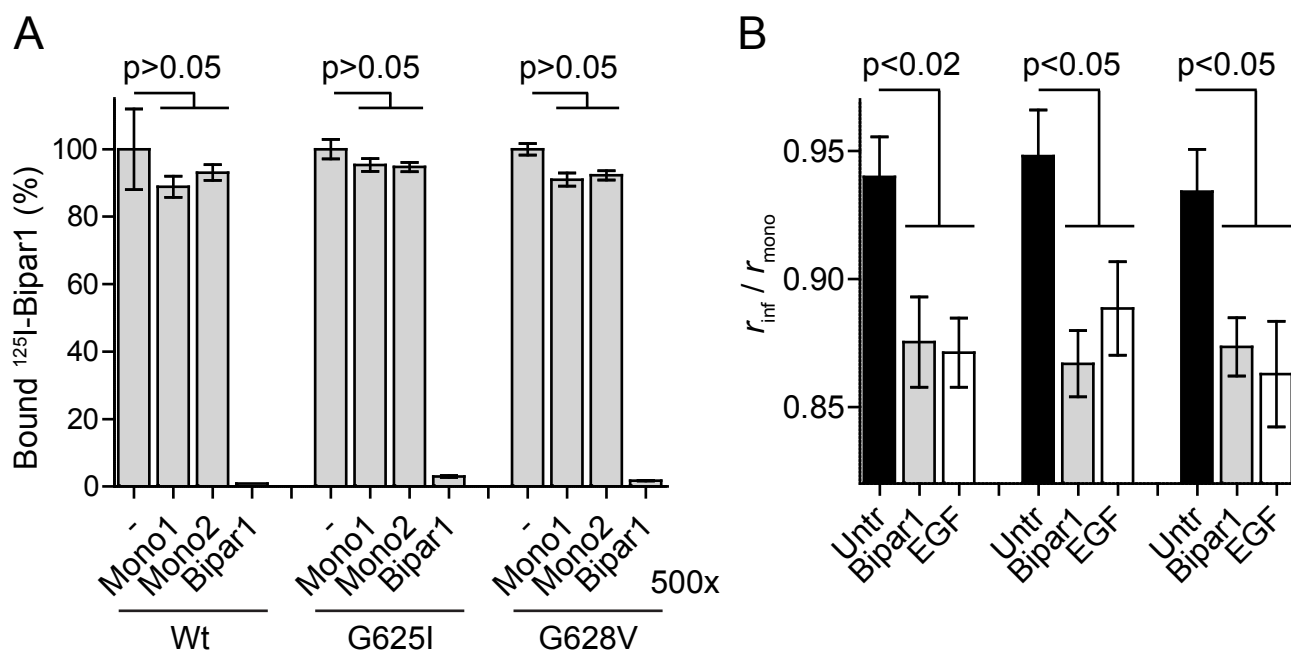 A
p>0.05 p>0.05 p>0.05
Bound ¹²⁵I-Bipar1 (%)
100
80
60
40
20
0
- Mono1 Mono2 Bipar1 - Mono1 Mono2 Bipar1 - Mono1 Mono2 Bipar1 500x
Wt G625I G628V
B
p<0.02 p<0.05 p<0.05
r_inf / r_mono
0.95
0.90
0.85
Untr Bipar1 EGF Untr Bipar1 EGF Untr Bipar1 EGF